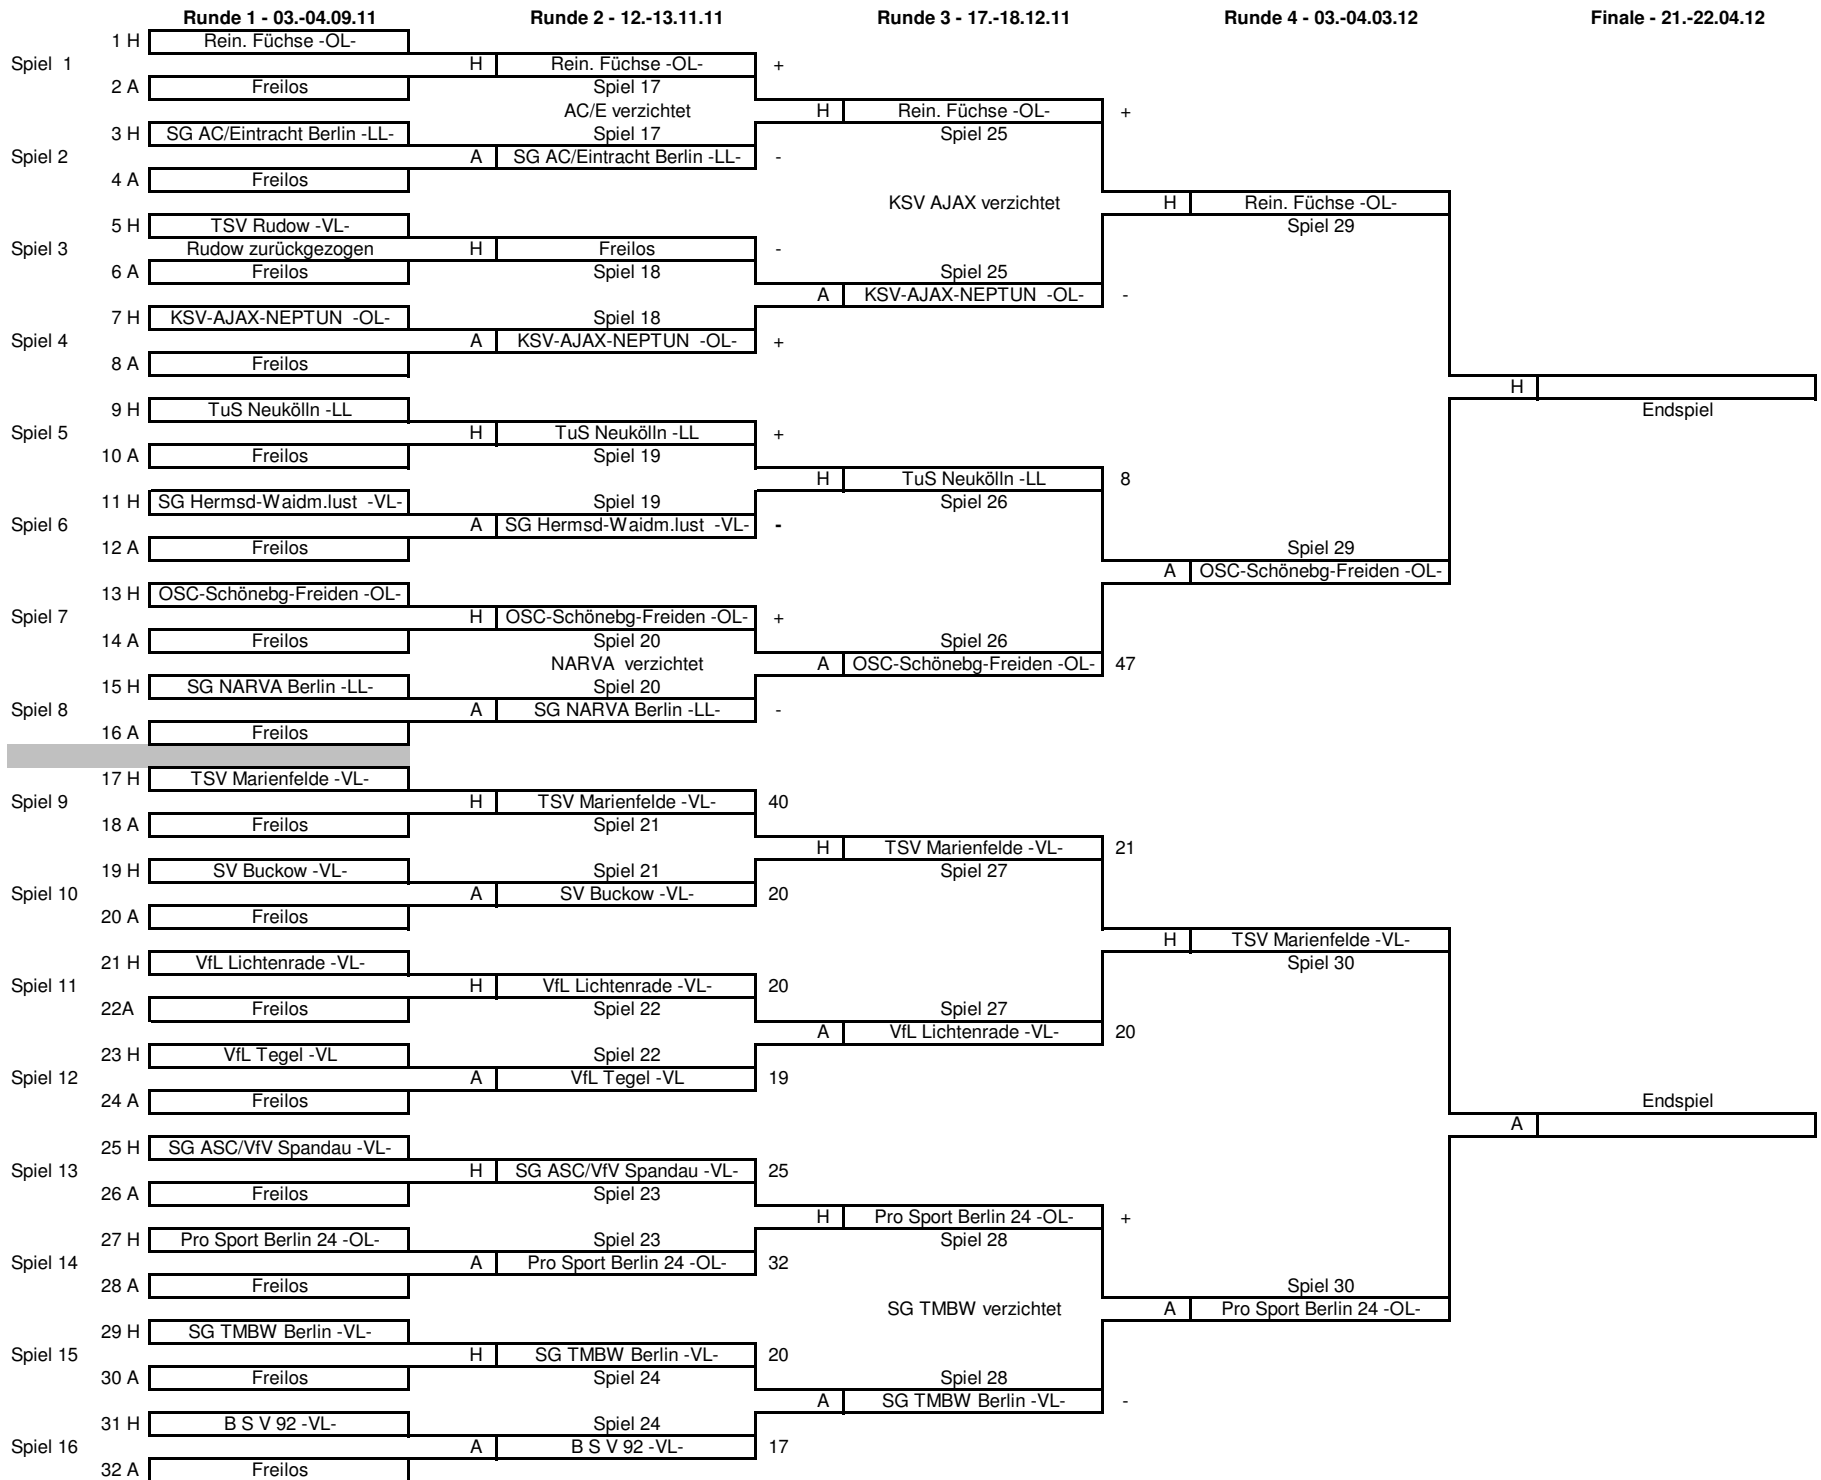 Runde 1 - 03.-04.09.11 Runde 2 - 12.-13.11.11 Runde 3 - 17.-18.12.11 Runde 4 - 03.-04.03.12 Finale - 21.-22.04.12
1 H Rein. Füchse -OL-
Spiel 1 H Rein. Füchse -OL- +
2 A Freilos Spiel 17
AC/E verzichtet H Rein. Füchse -OL- +
3 H SG AC/Eintracht Berlin -LL- Spiel 17 Spiel 25
Spiel 2 A SG AC/Eintracht Berlin -LL- -
4 A Freilos
KSV AJAX verzichtet H Rein. Füchse -OL-
5 H TSV Rudow -VL- Spiel 29
Spiel 3 Rudow zurückgezogen H Freilos -
6 A Freilos Spiel 18 Spiel 25
A KSV-AJAX-NEPTUN -OL- -
7 H KSV-AJAX-NEPTUN -OL- Spiel 18
Spiel 4 A KSV-AJAX-NEPTUN -OL- +
8 A Freilos
H
9 H TuS Neukölln -LL Endspiel
Spiel 5 H TuS Neukölln -LL +
10 A Freilos Spiel 19
H TuS Neukölln -LL 8
11 H SG Hermsd-Waidm.lust -VL- Spiel 19 Spiel 26
Spiel 6 A SG Hermsd-Waidm.lust -VL- -
12 A Freilos Spiel 29
A OSC-Schönebg-Freiden -OL-
13 H OSC-Schönebg-Freiden -OL-
Spiel 7 H OSC-Schönebg-Freiden -OL- +
14 A Freilos Spiel 20 Spiel 26
NARVA verzichtet A OSC-Schönebg-Freiden -OL- 47
15 H SG NARVA Berlin -LL- Spiel 20
Spiel 8 A SG NARVA Berlin -LL- -
16 A Freilos
17 H TSV Marienfelde -VL-
Spiel 9 H TSV Marienfelde -VL- 40
18 A Freilos Spiel 21
H TSV Marienfelde -VL- 21
19 H SV Buckow -VL- Spiel 21 Spiel 27
Spiel 10 A SV Buckow -VL- 20
20 A Freilos
H TSV Marienfelde -VL-
21 H VfL Lichtenrade -VL- Spiel 30
Spiel 11 H VfL Lichtenrade -VL- 20
22A Freilos Spiel 22 Spiel 27
A VfL Lichtenrade -VL- 20
23 H VfL Tegel -VL Spiel 22
Spiel 12 A VfL Tegel -VL 19
24 A Freilos Endspiel
A
25 H SG ASC/VfV Spandau -VL-
Spiel 13 H SG ASC/VfV Spandau -VL- 25
26 A Freilos Spiel 23
H Pro Sport Berlin 24 -OL- +
27 H Pro Sport Berlin 24 -OL- Spiel 23 Spiel 28
Spiel 14 A Pro Sport Berlin 24 -OL- 32
28 A Freilos Spiel 30
SG TMBW verzichtet A Pro Sport Berlin 24 -OL-
29 H SG TMBW Berlin -VL-
Spiel 15 H SG TMBW Berlin -VL- 20
30 A Freilos Spiel 24 Spiel 28
A SG TMBW Berlin -VL- -
31 H B S V 92 -VL- Spiel 24
Spiel 16 A B S V 92 -VL- 17
32 A Freilos